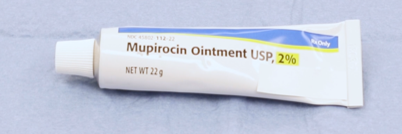 Rx Only
Mupirocin Ointment USP, 2%
NET WT 22 g